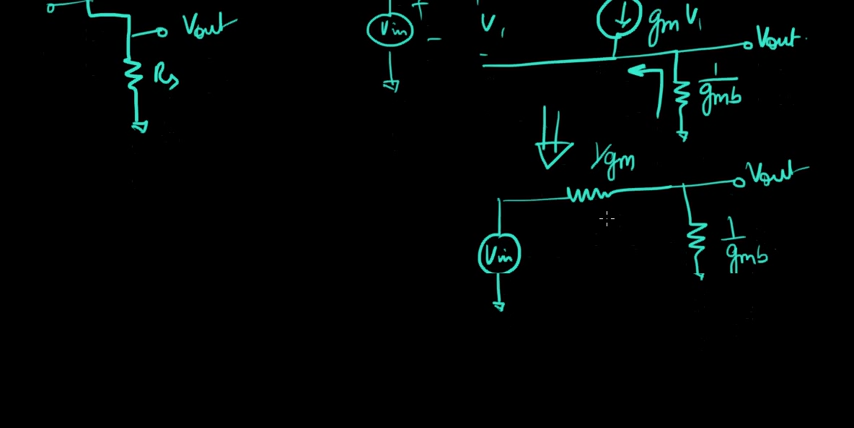 Vout
Rs
Vin
+
−
V1
−
gm V1
Vout
1/gmb
1/gm
Vout
Vin
1/gmb